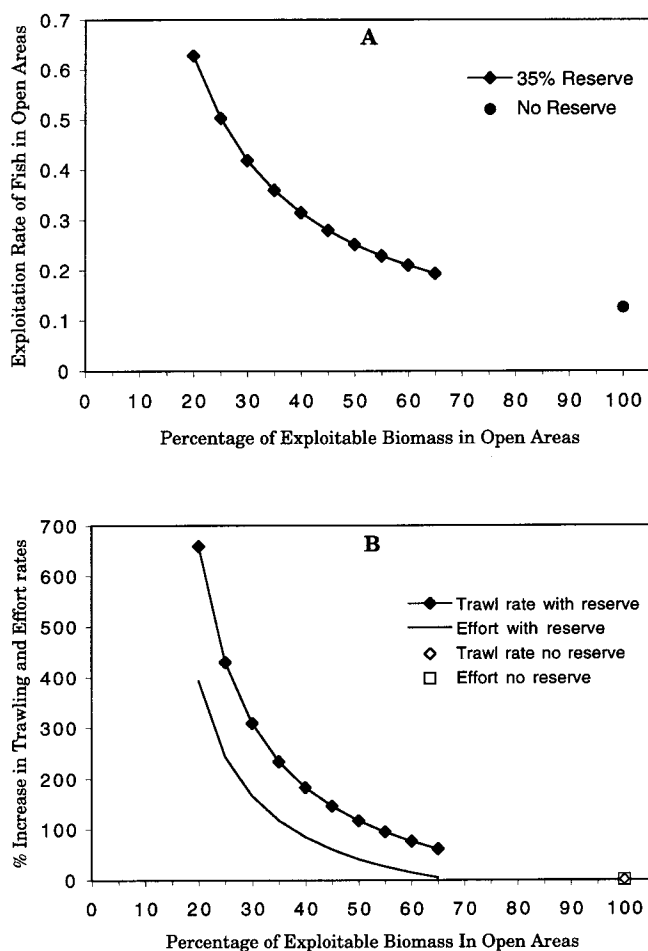 A
0.7
0.6
0.5
0.4
0.3
0.2
0.1
0
Exploitation Rate of Fish in Open Areas
35% Reserve
No Reserve
0 10 20 30 40 50 60 70 80 90 100
Percentage of Exploitable Biomass in Open Areas
B
700
600
500
400
300
200
100
0
% Increase in Trawling and Effort rates
Trawl rate with reserve
Effort with reserve
Trawl rate no reserve
Effort no reserve
0 10 20 30 40 50 60 70 80 90 100
Percentage of Exploitable Biomass In Open Areas